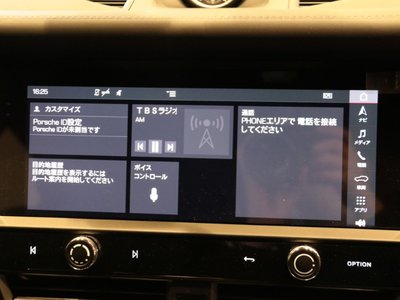 16:25
カスタマイズ
Porsche ID設定
Porsche IDが未割当です
目的地履歴
目的地履歴を表示するには
ルート案内を開始してください
TBSラジオ
AM
ボイス
コントロール
通話
PHONEエリアで 電話を接続
してください
ナビ
メディア
電話
車両
アプリ
OPTION